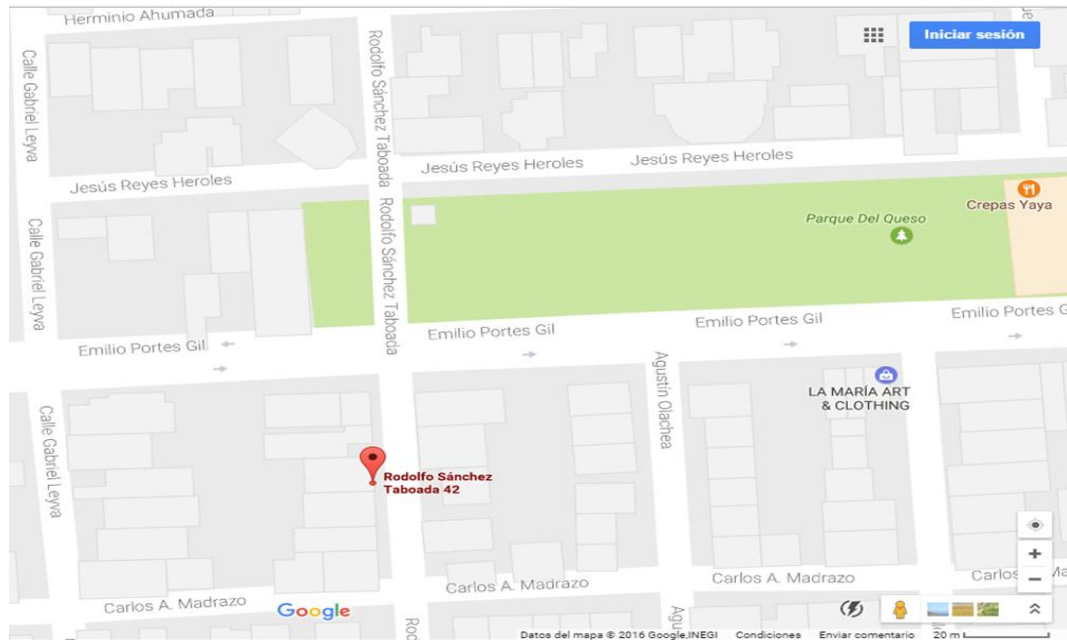 Herminio Ahumada
Iniciar sesión
Calle Gabriel Leyva
Rodolfo Sánchez Taboada
Jesús Reyes Heroles
Jesús Reyes Heroles
Jesús Reyes Heroles
Crepas Yaya
Parque Del Queso
Calle Gabriel Leyva
Rodolfo Sánchez Taboada
Emilio Portes Gil
Emilio Portes Gil
Emilio Portes Gil
Emilio Portes G
Agustín Olachea
LA MARÍA ART
& CLOTHING
Calle Gabriel Leyva
Rodolfo Sánchez
Taboada 42
Carlos A. Madrazo
Carlos A. Madrazo
Carlos A. Madrazo
Carlos
Google
Datos del mapa © 2016 Google,INEGI Condiciones Enviar comentario 20 m